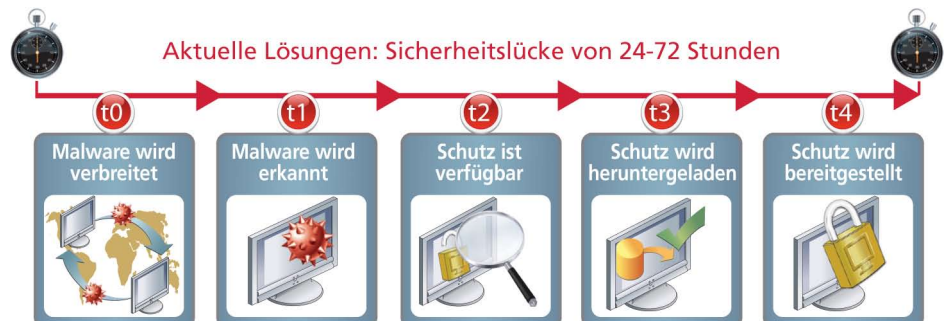 Aktuelle Lösungen: Sicherheitslücke von 24-72 Stunden
t0
t1
t2
t3
t4
Malware wird
verbreitet
Malware wird
erkannt
Schutz ist
verfügbar
Schutz wird
heruntergeladen
Schutz wird
bereitgestellt